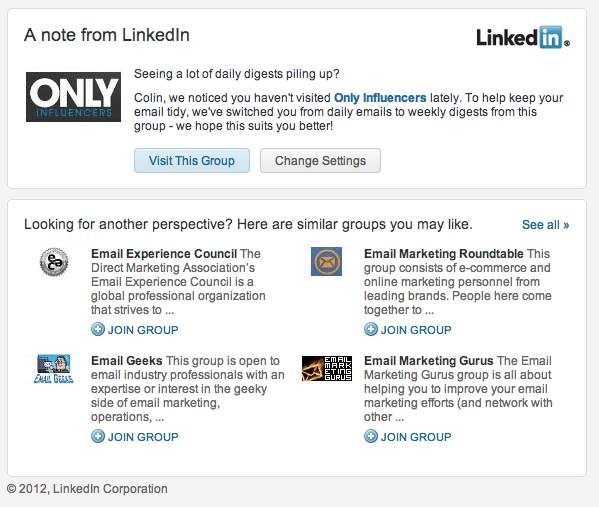 A note from LinkedIn
Linked in ®
ONLY
INFLUENCERS
Seeing a lot of daily digests piling up?
Colin, we noticed you haven't visited Only Influencers lately. To help keep your
email tidy, we've switched you from daily emails to weekly digests from this
group - we hope this suits you better!
Visit This Group
Change Settings
Looking for another perspective? Here are similar groups you may like.
See all »
eec
Email Experience Council The
Direct Marketing Association's
Email Experience Council is a
global professional organization
that strives to ...
JOIN GROUP
Email Marketing Roundtable This
group consists of e-commerce and
online marketing personnel from
leading brands. People here come
together to ...
JOIN GROUP
EMAIL GEEKS
Email Geeks This group is open to
email industry professionals with an
expertise or interest in the geeky
side of email marketing,
operations, ...
JOIN GROUP
EMAIL
MARK
ETING
GURUS
Email Marketing Gurus The Email
Marketing Gurus group is all about
helping you to improve your email
marketing efforts (and network with
other ...
JOIN GROUP
© 2012, LinkedIn Corporation